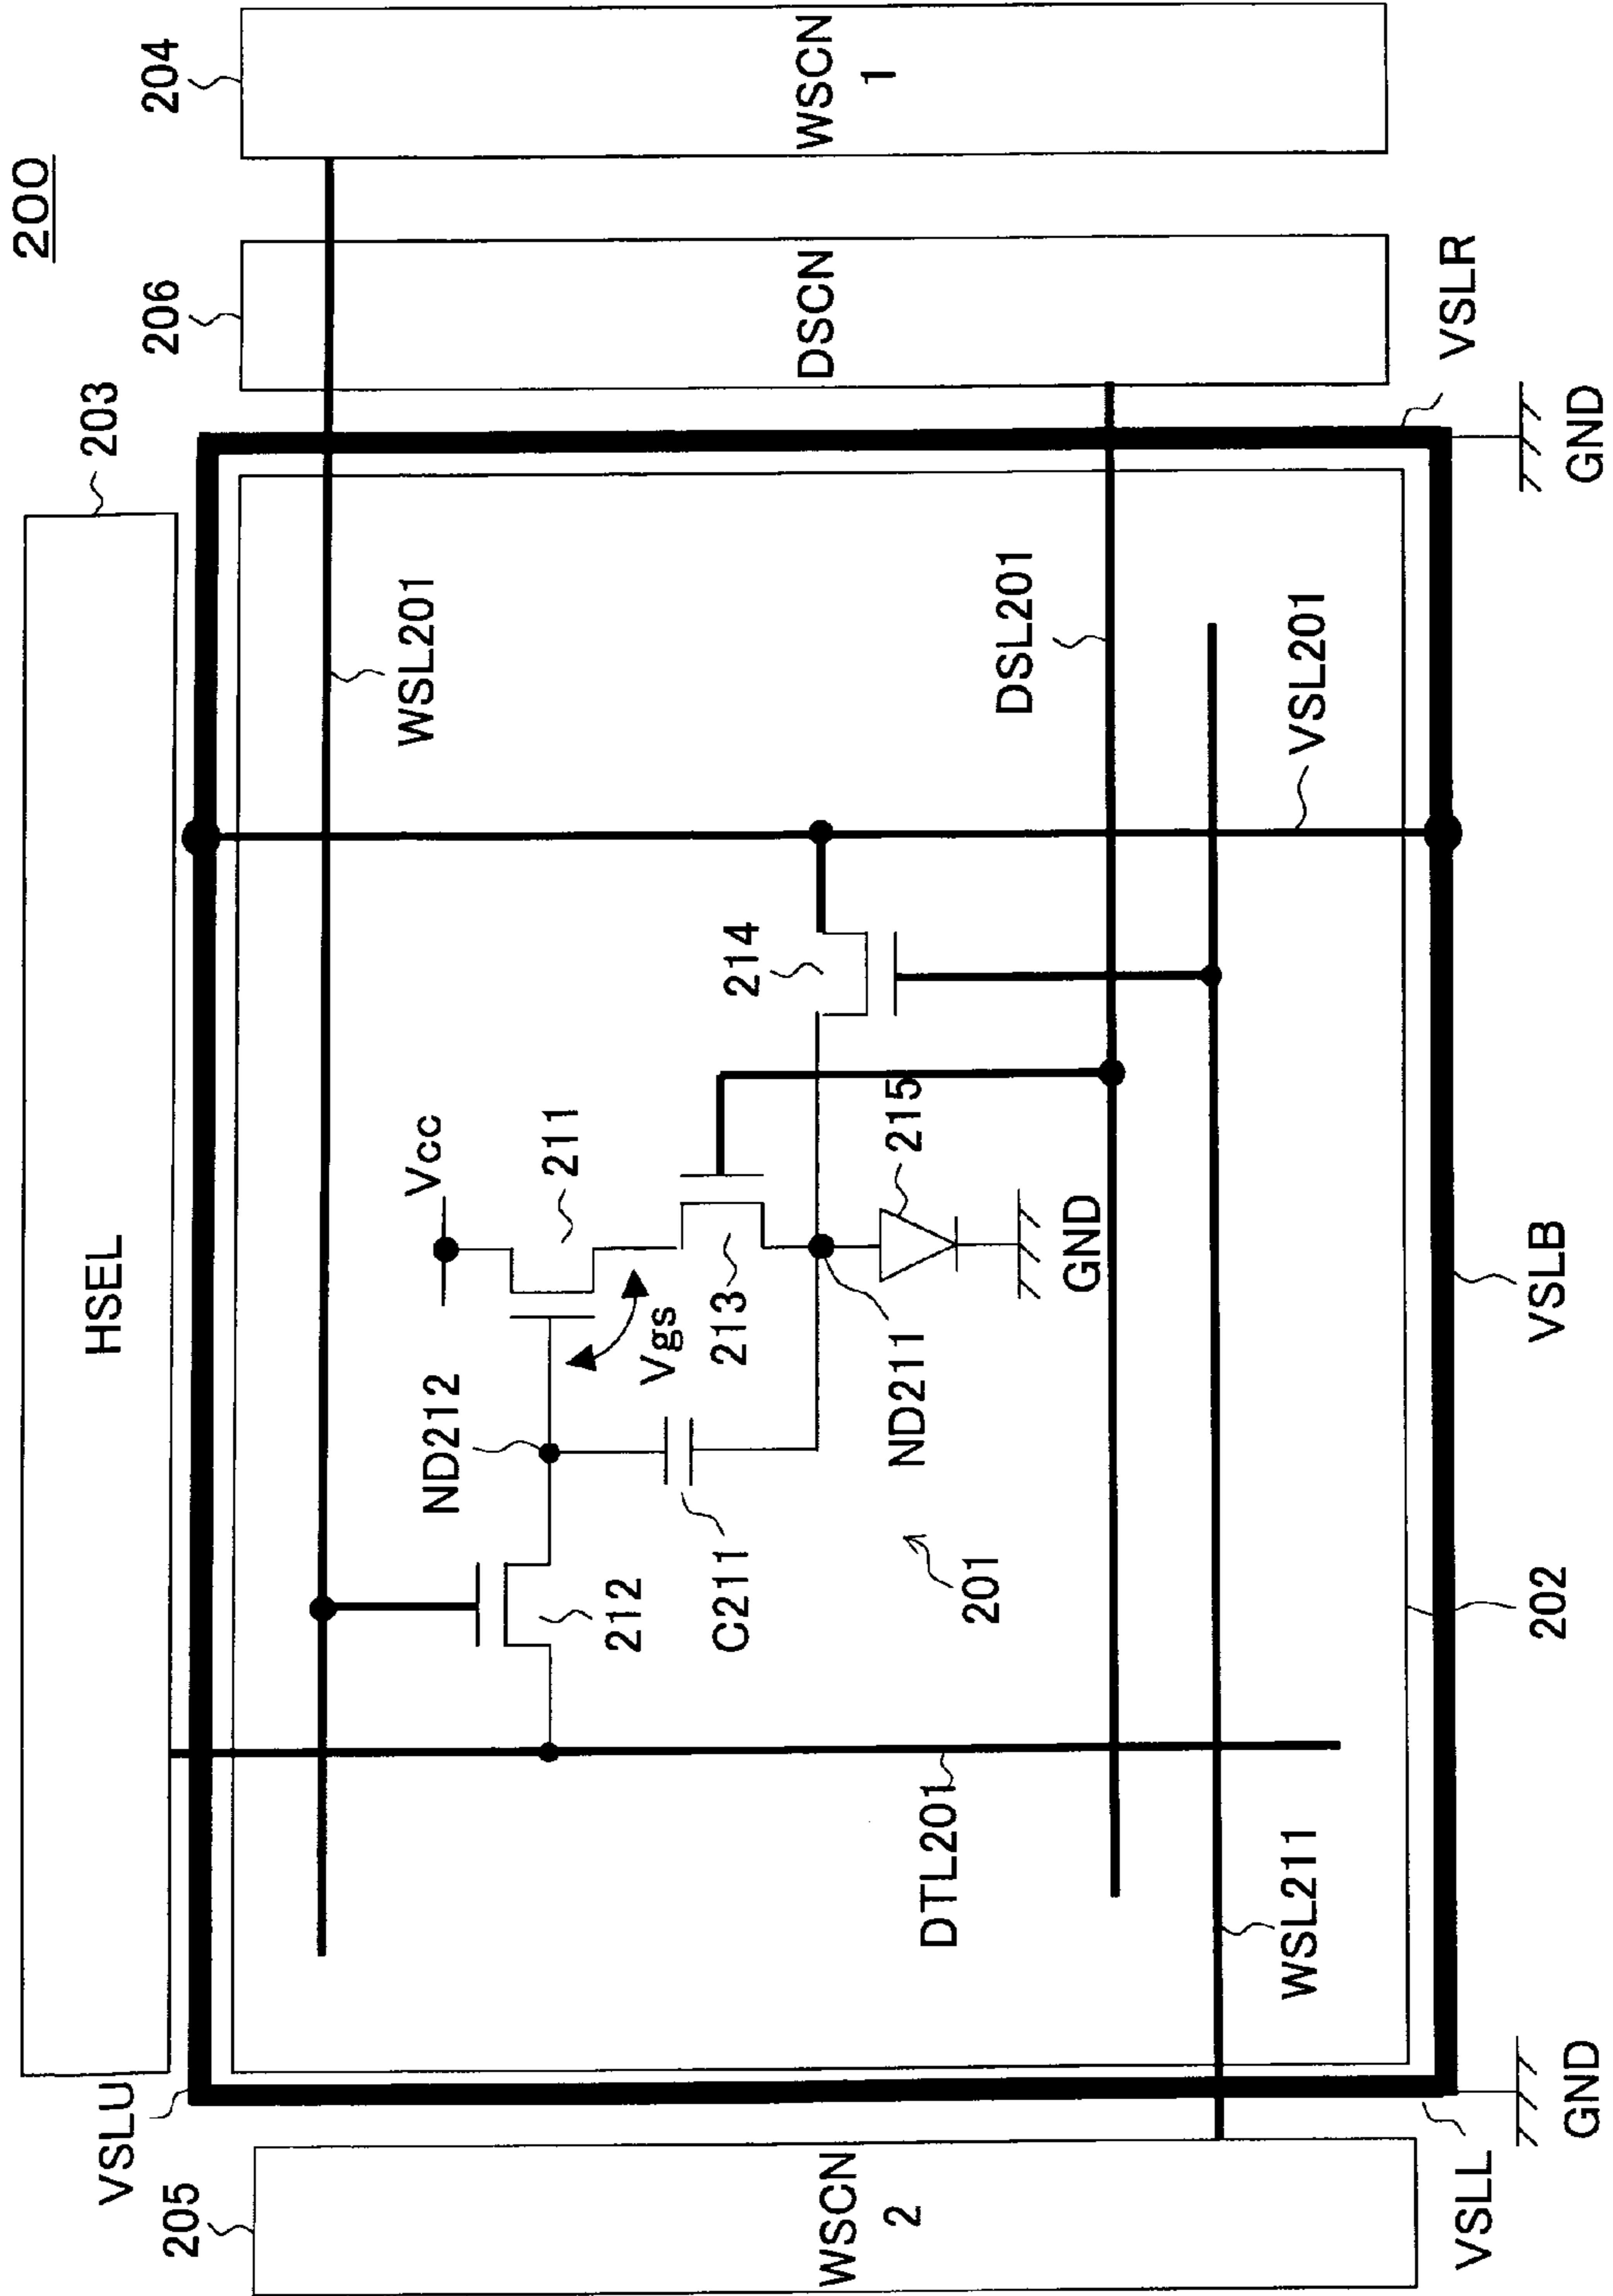 200
203
HSEL
VSLU
204
WSCN
1
206
DSCN
205
WSCN
2
WSL201
Vcc
ND212
211
Vgs
212
213
C211
214
215
ND211
GND
201
DSL201
DTL201
WSL211
VSL201
VSLR
GND
VSLB
202
VSLL
GND